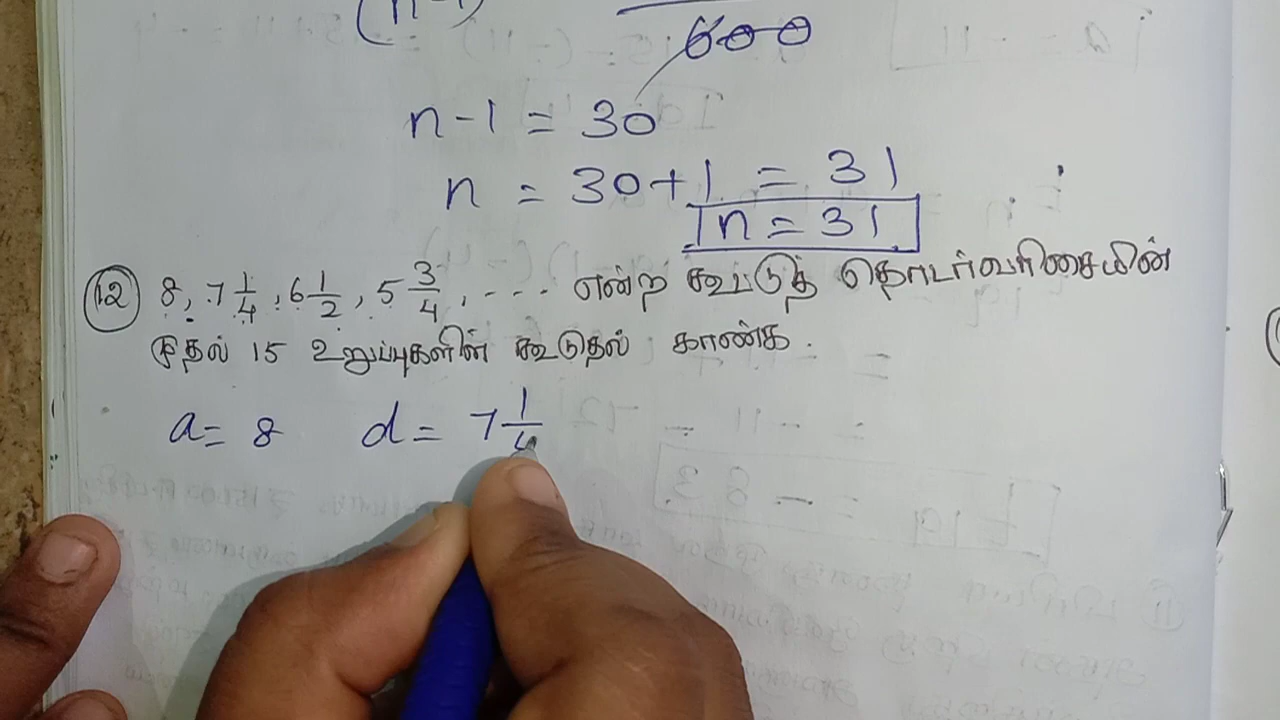 (n-1)
600
n-1 = 30
n = 30+1 = 31
n = 31
12 8, 7 1/4, 6 1/2, 5 3/4, ... என்ற கூட்டுத் தொடர்வரிசையின்
முதல் 15 உறுப்புகளின் கூடுதல் காண்க.
a = 8 d = 7 1/4